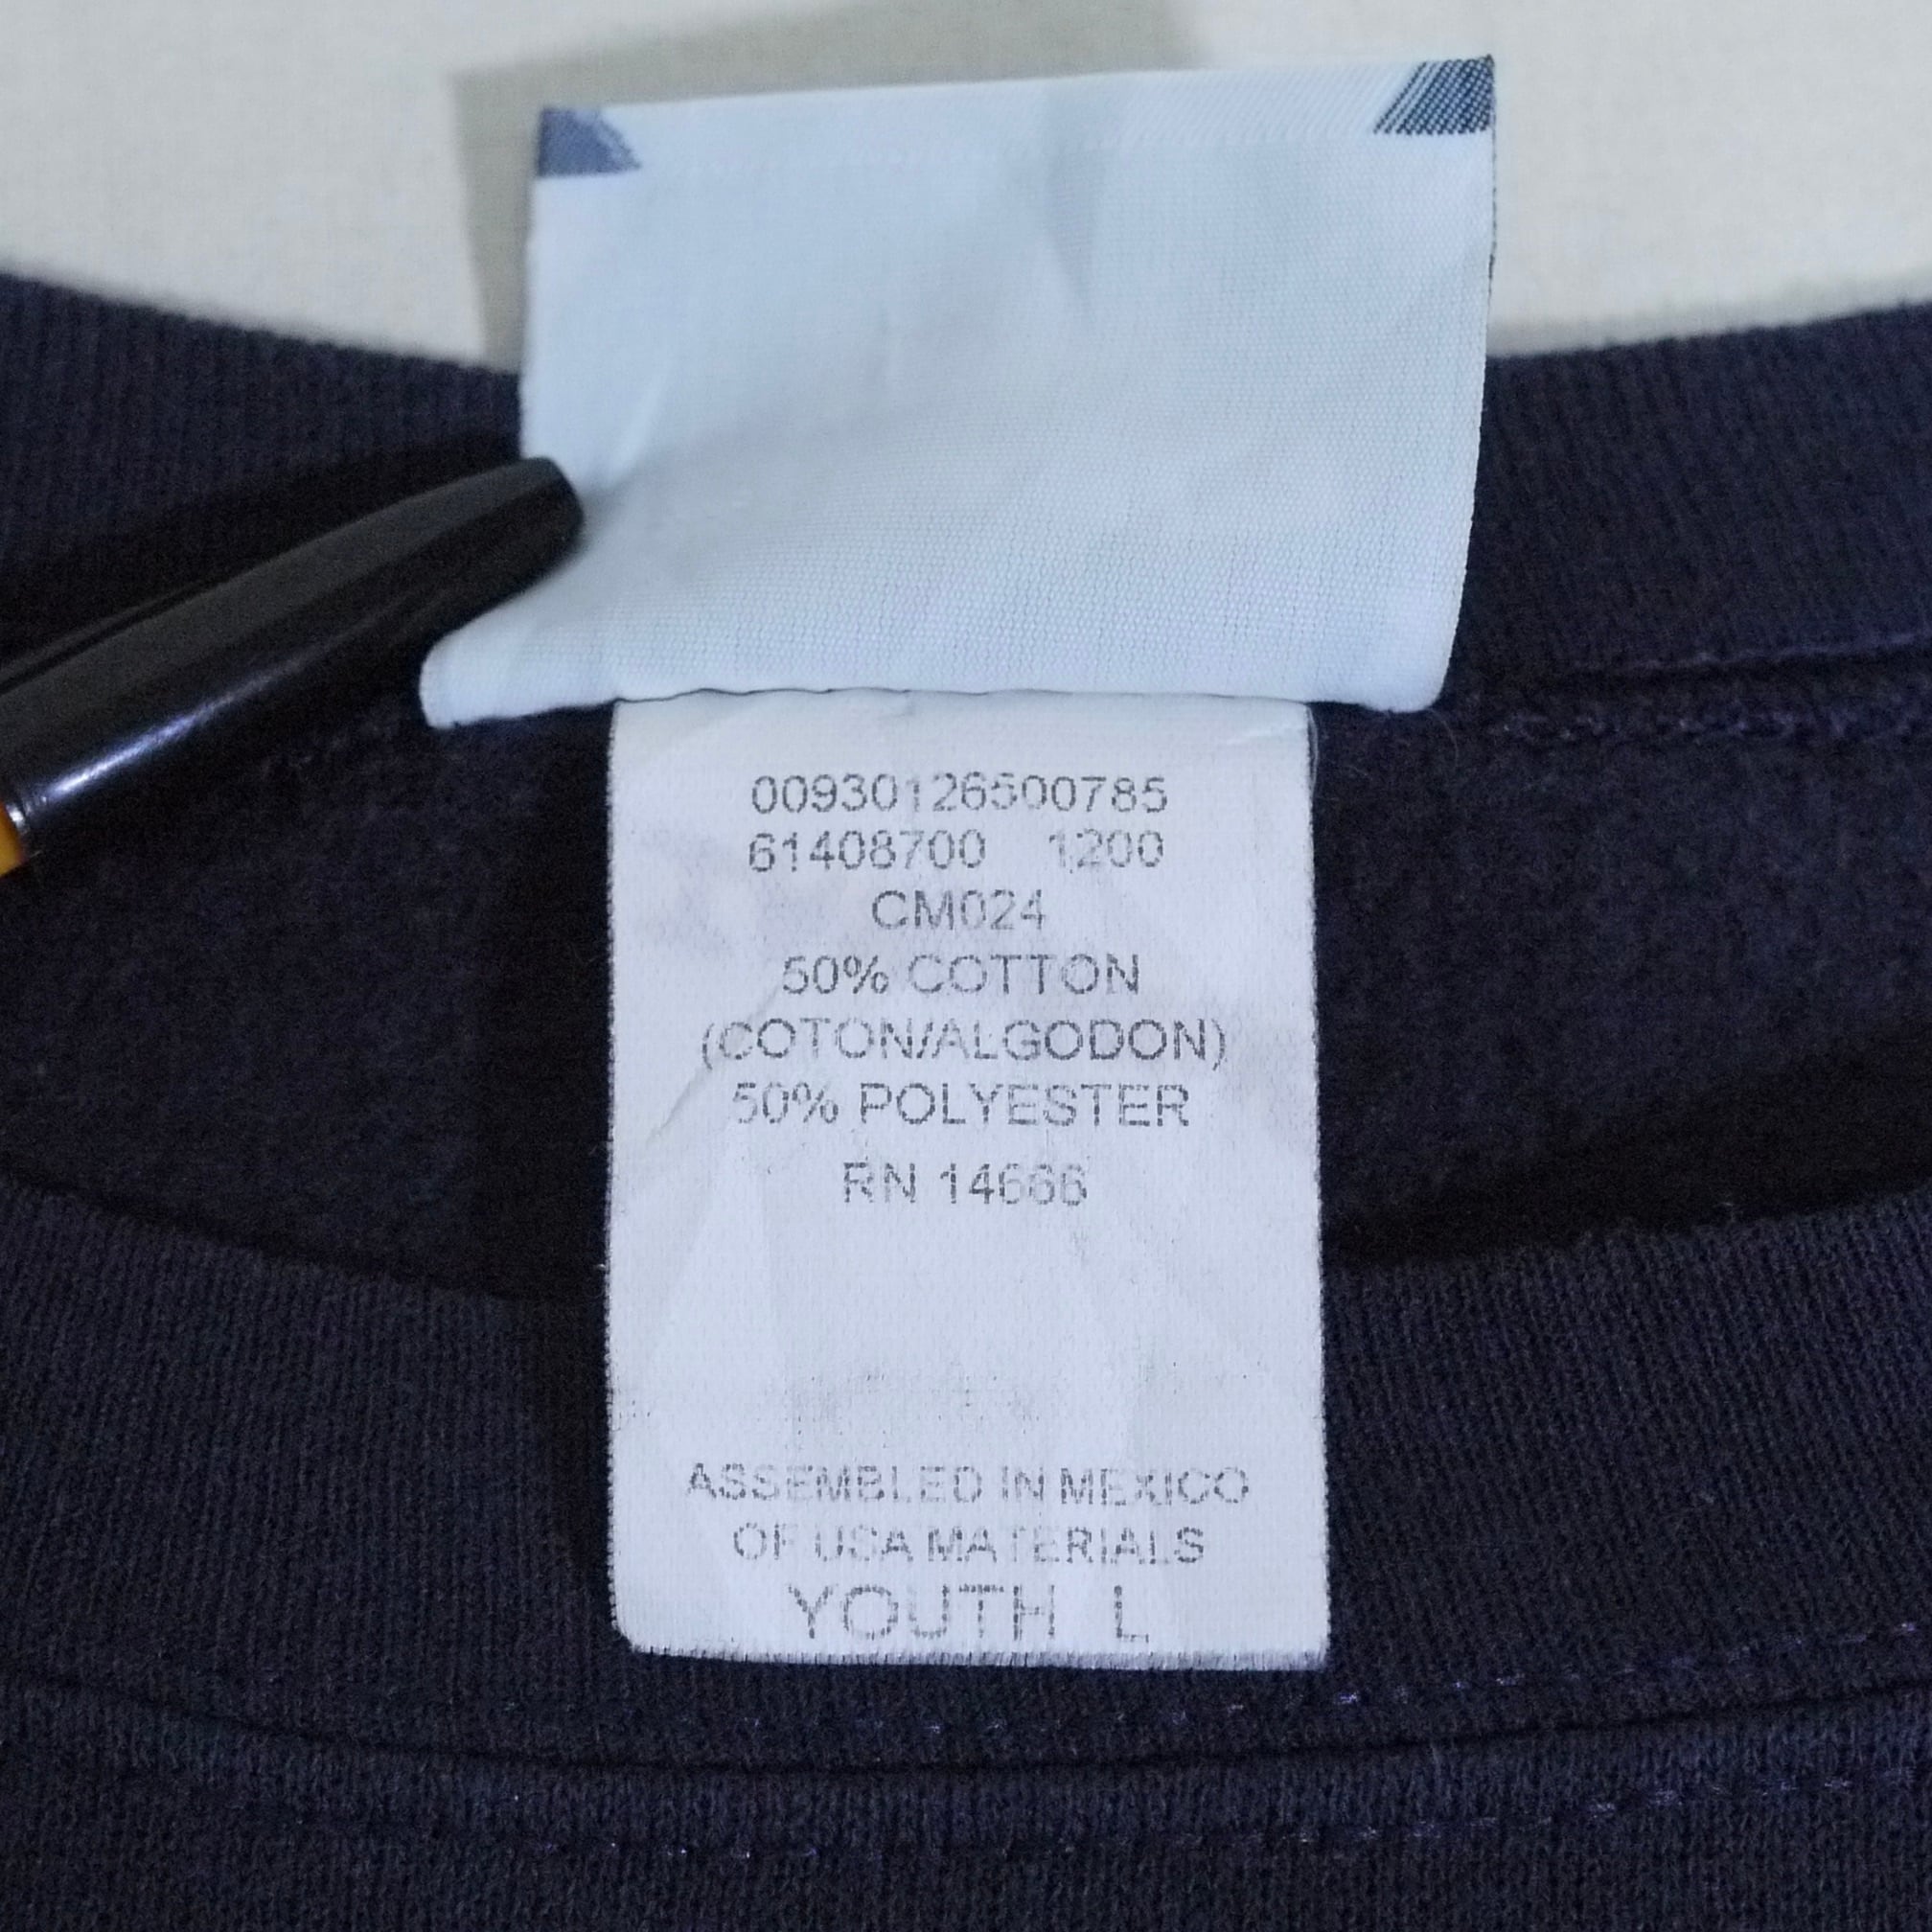 00930126500785
61408700 1200
CM024
50% COTTON
(COTON/ALGODON)
50% POLYESTER
RN 14666
ASSEMBLED IN MEXICO
OF USA MATERIALS
YOUTH L